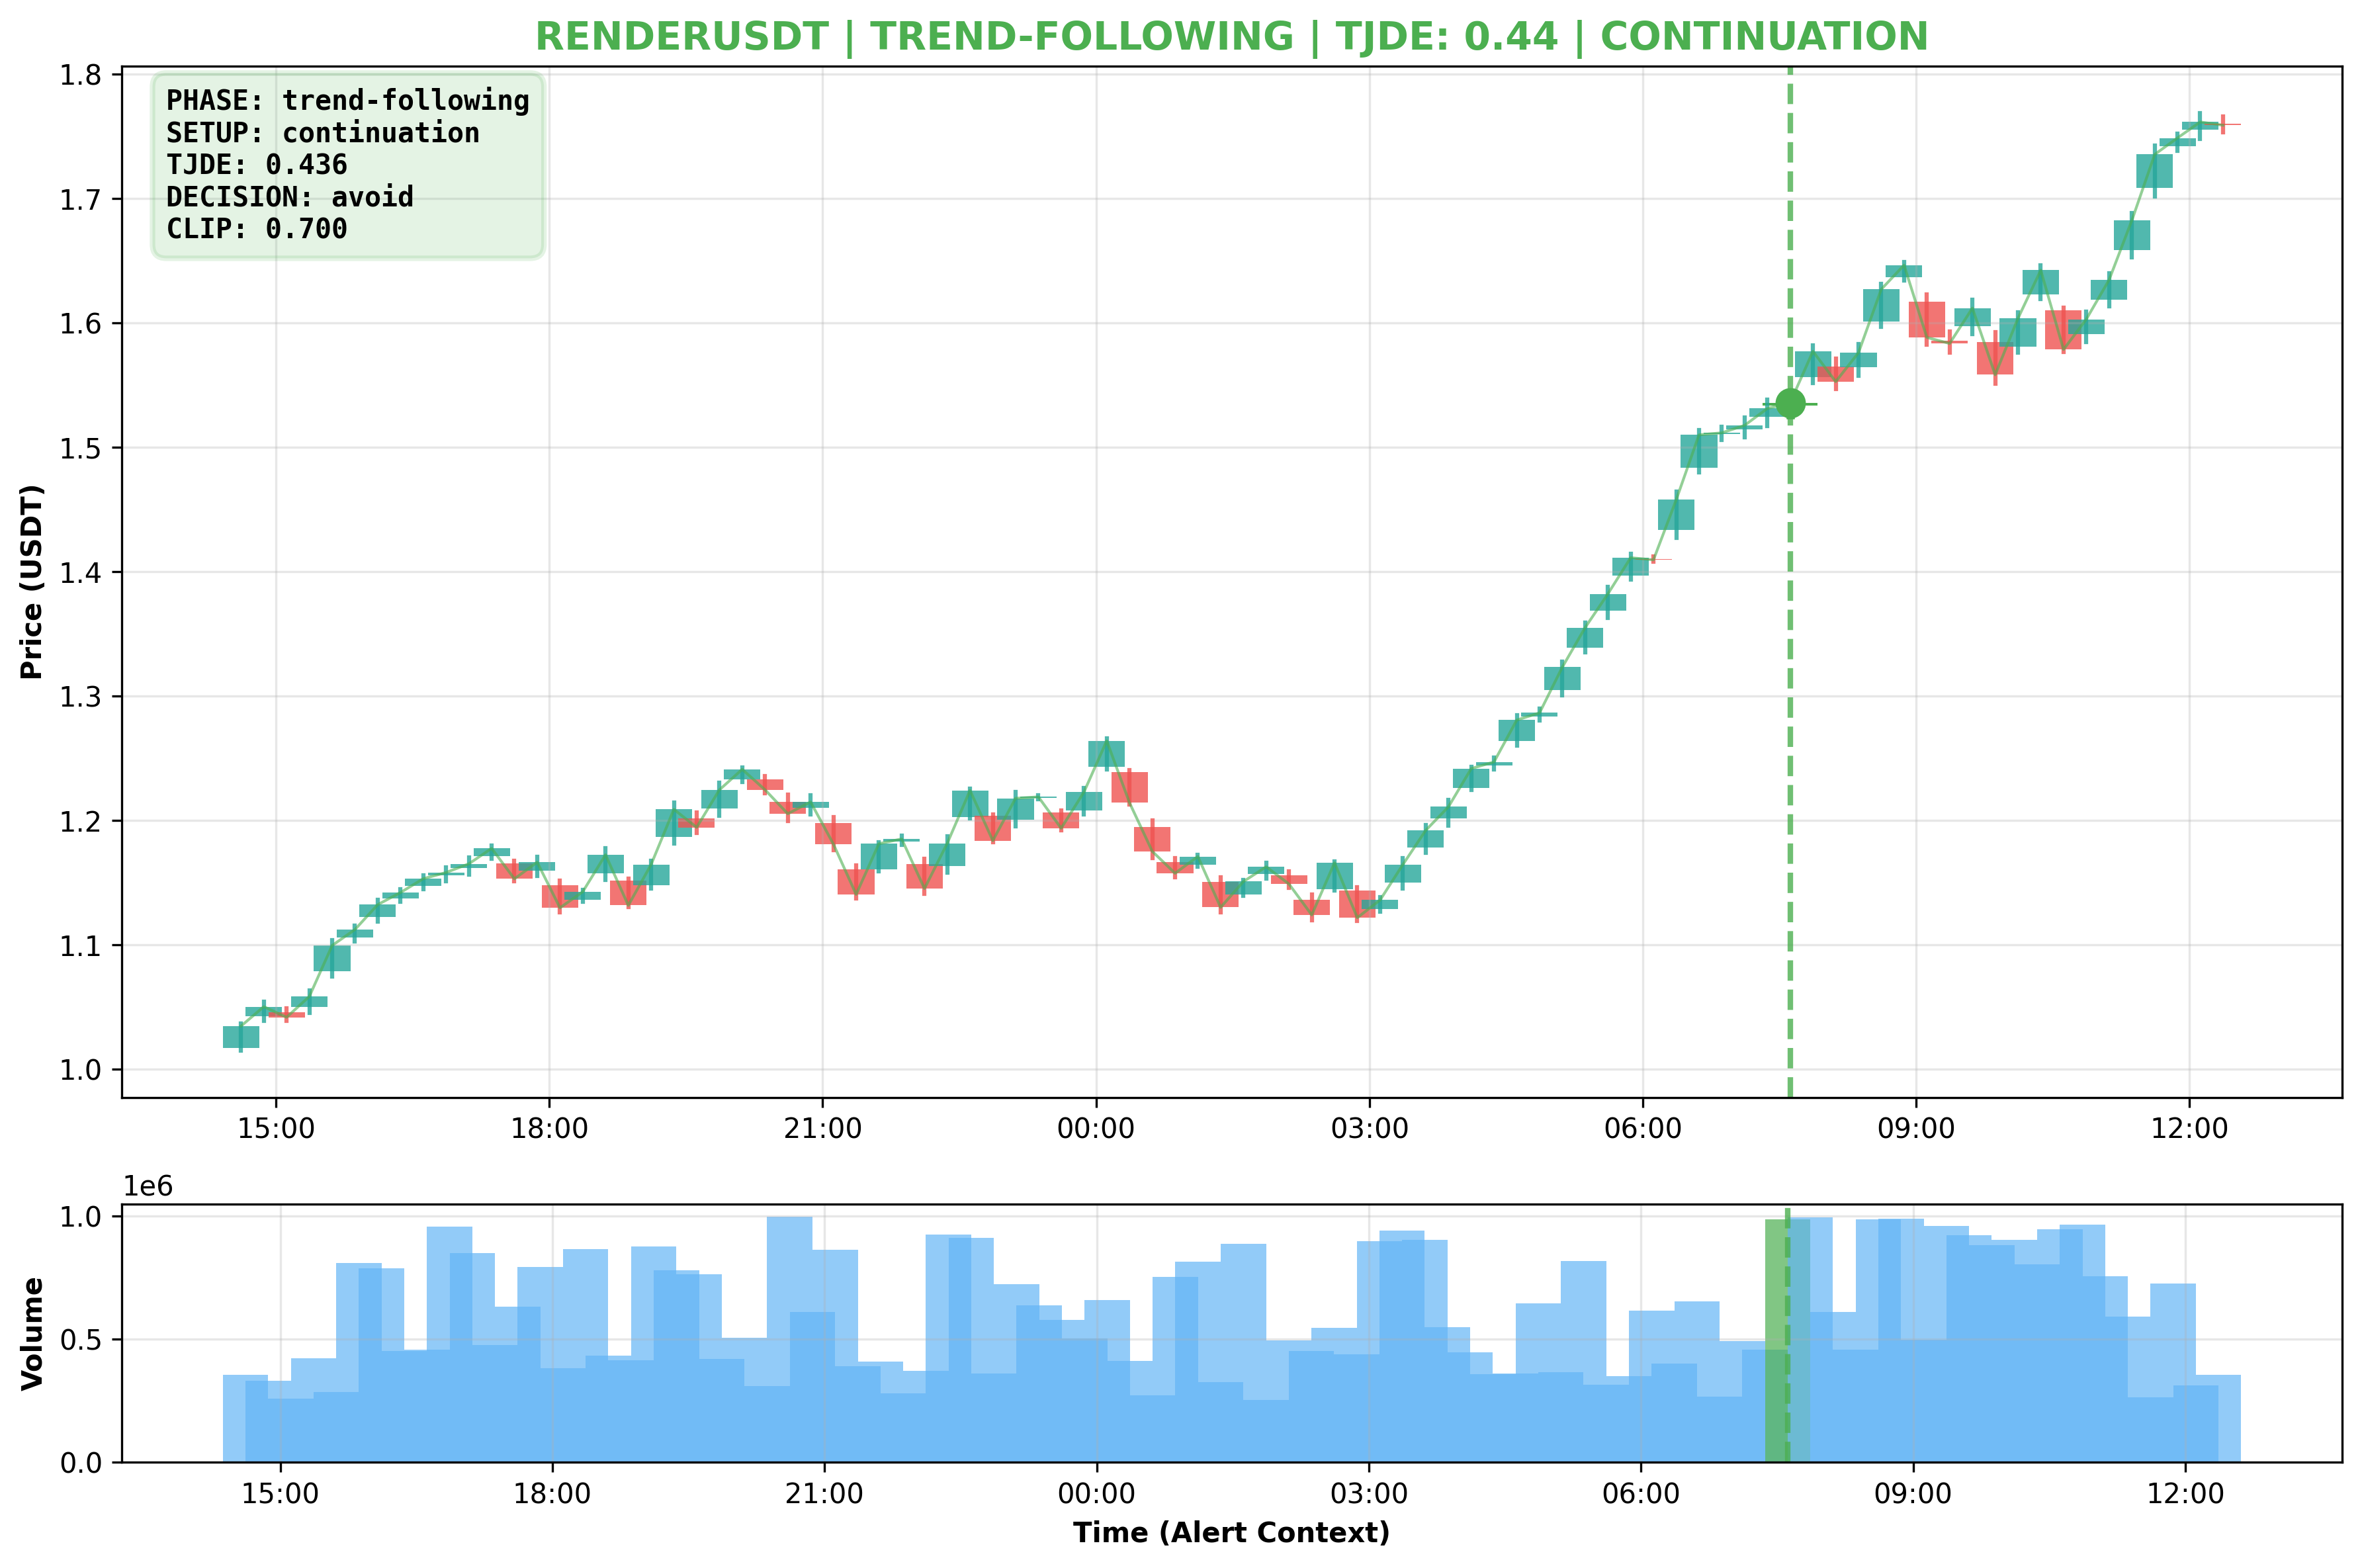 RENDERUSDT | TREND-FOLLOWING | TJDE: 0.44 | CONTINUATION
PHASE: trend-following
SETUP: continuation
TJDE: 0.436
DECISION: avoid
CLIP: 0.700
Price (USDT)
1.8
1.7
1.6
1.5
1.4
1.3
1.2
1.1
1.0
15:00 18:00 21:00 00:00 03:00 06:00 09:00 12:00
1e6
Volume
1.0
0.5
0.0
15:00 18:00 21:00 00:00 03:00 06:00 09:00 12:00
Time (Alert Context)